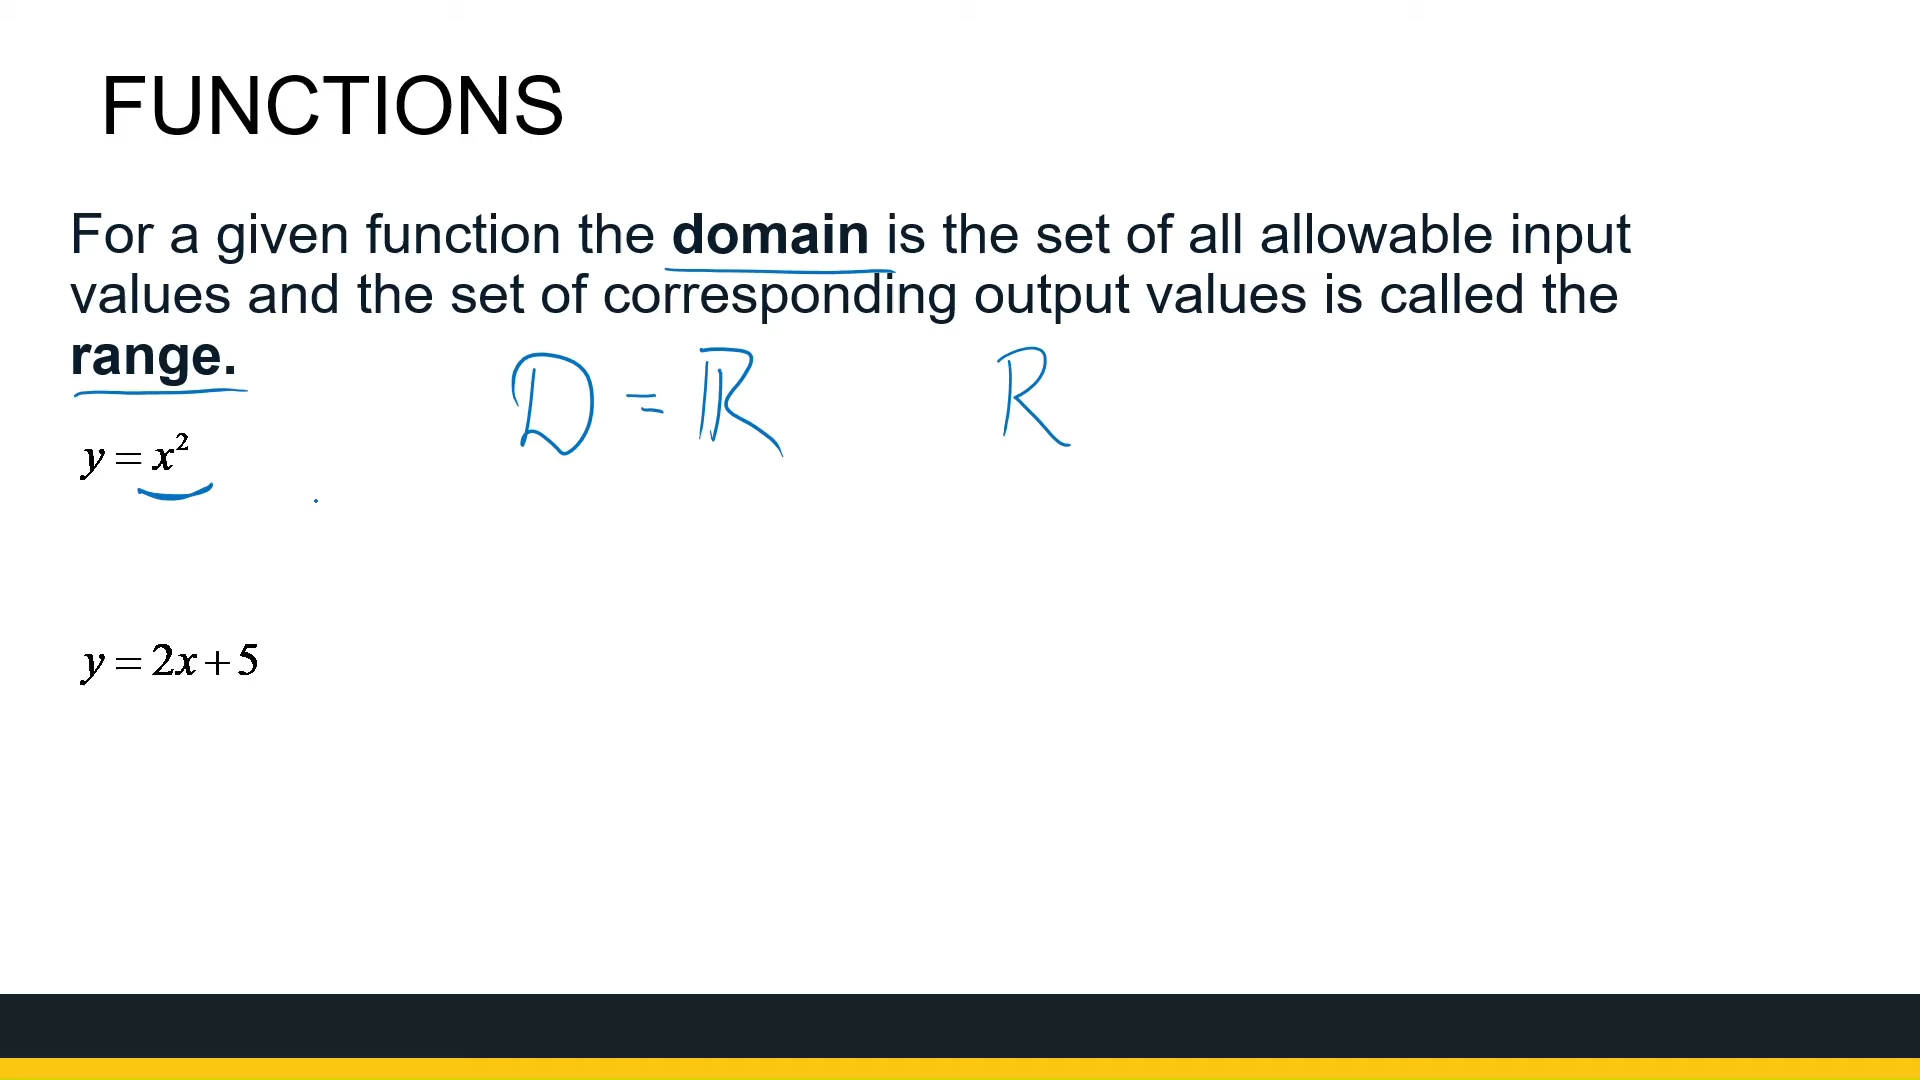 FUNCTIONS
For a given function the domain is the set of all allowable input
values and the set of corresponding output values is called the
range.
D = ℝ R
y = x²
y = 2x+5